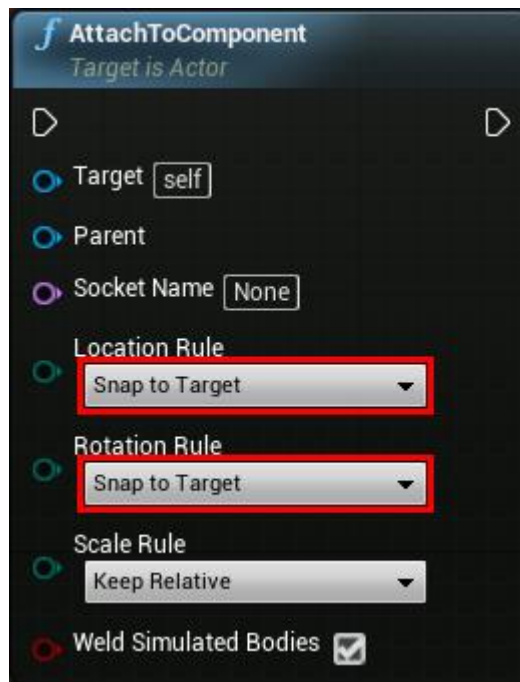 f AttachToComponent
Target is Actor
Target self
Parent
Socket Name None
Location Rule
Snap to Target
Rotation Rule
Snap to Target
Scale Rule
Keep Relative
Weld Simulated Bodies